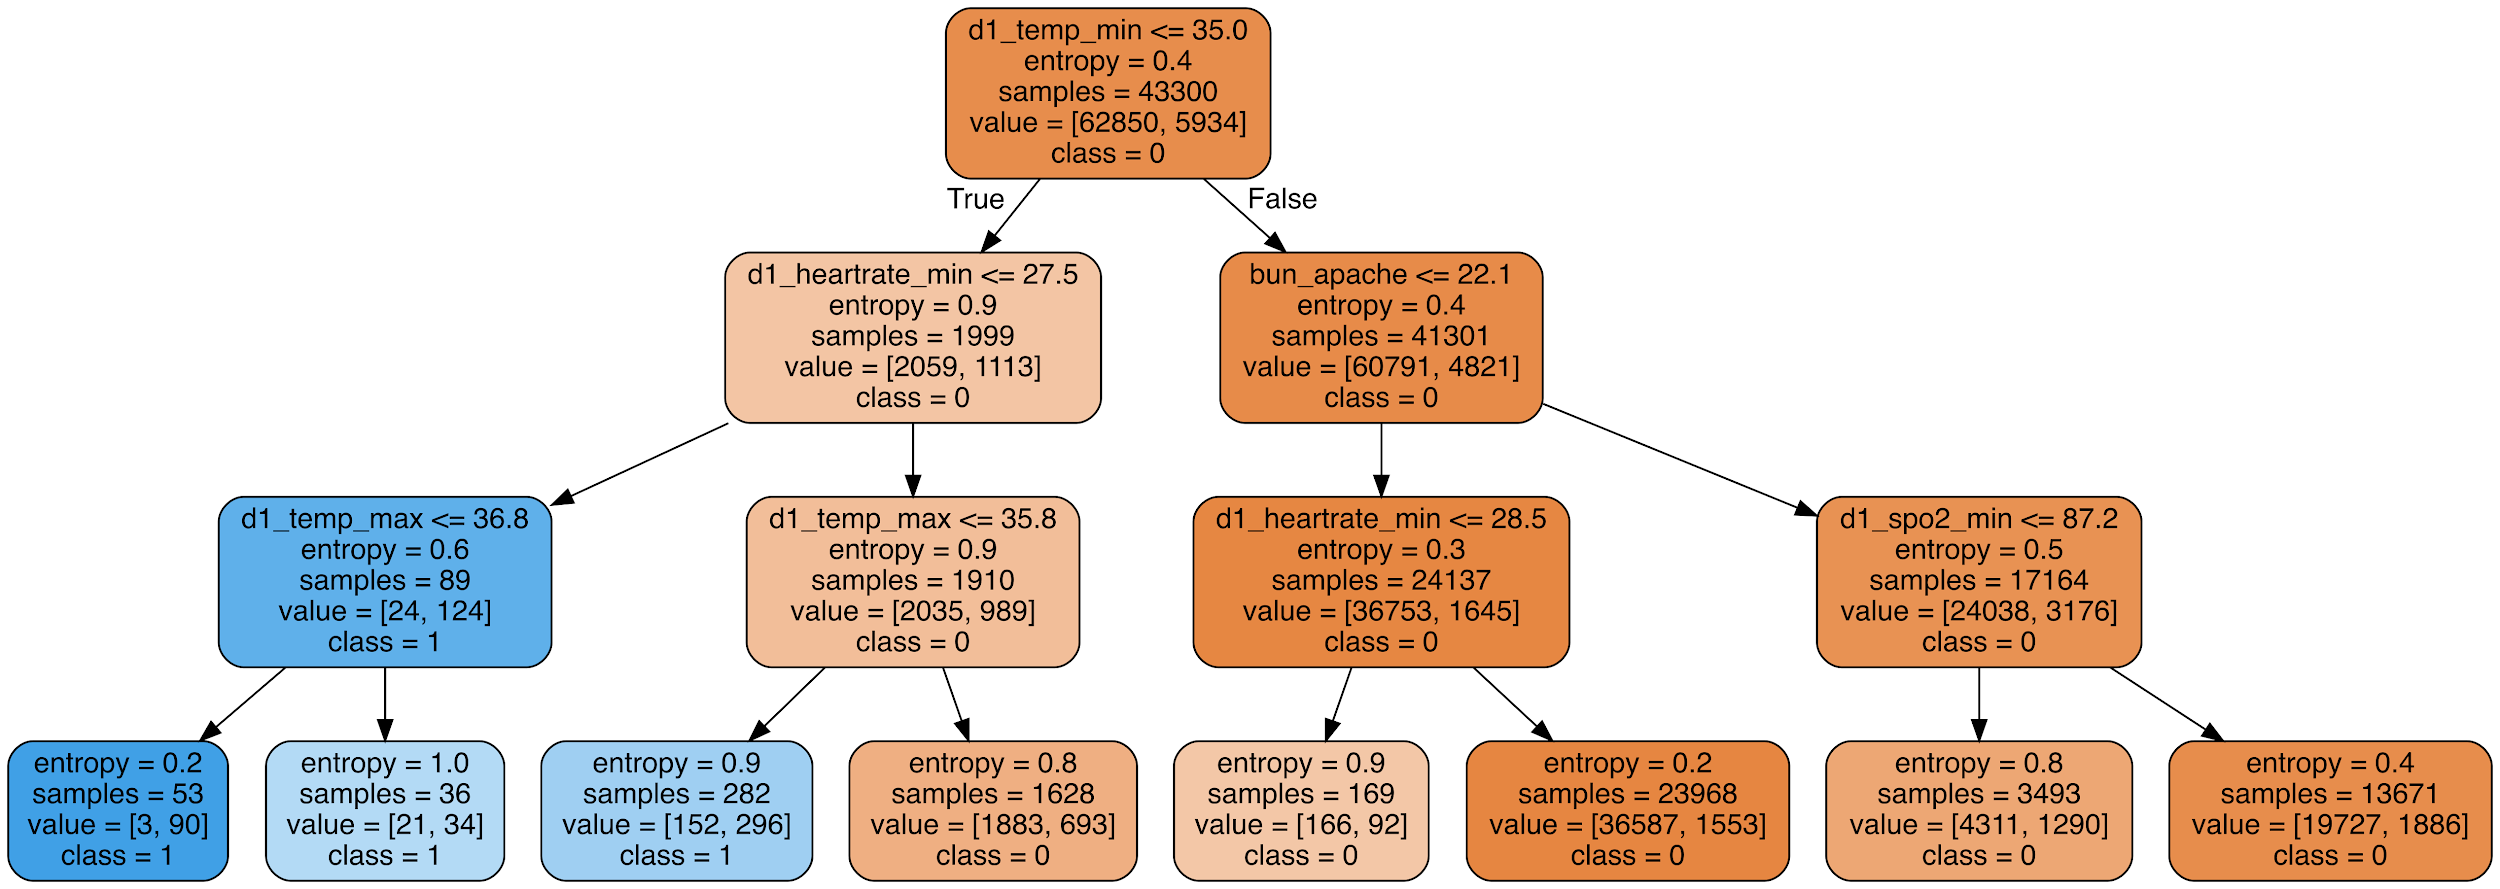 d1_temp_min <= 35.0
entropy = 0.4
samples = 43300
value = [62850, 5934]
class = 0
True
False
d1_heartrate_min <= 27.5
entropy = 0.9
samples = 1999
value = [2059, 1113]
class = 0
bun_apache <= 22.1
entropy = 0.4
samples = 41301
value = [60791, 4821]
class = 0
d1_temp_max <= 36.8
entropy = 0.6
samples = 89
value = [24, 124]
class = 1
d1_temp_max <= 35.8
entropy = 0.9
samples = 1910
value = [2035, 989]
class = 0
d1_heartrate_min <= 28.5
entropy = 0.3
samples = 24137
value = [36753, 1645]
class = 0
d1_spo2_min <= 87.2
entropy = 0.5
samples = 17164
value = [24038, 3176]
class = 0
entropy = 0.2
samples = 53
value = [3, 90]
class = 1
entropy = 1.0
samples = 36
value = [21, 34]
class = 1
entropy = 0.9
samples = 282
value = [152, 296]
class = 1
entropy = 0.8
samples = 1628
value = [1883, 693]
class = 0
entropy = 0.9
samples = 169
value = [166, 92]
class = 0
entropy = 0.2
samples = 23968
value = [36587, 1553]
class = 0
entropy = 0.8
samples = 3493
value = [4311, 1290]
class = 0
entropy = 0.4
samples = 13671
value = [19727, 1886]
class = 0